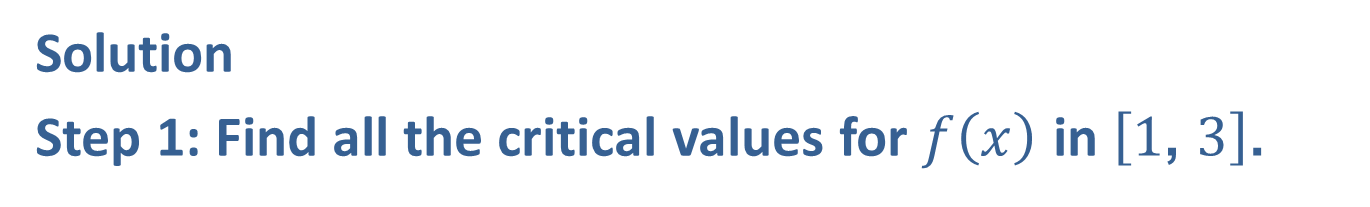 Solution
Step 1: Find all the critical values for f(x) in [1, 3].